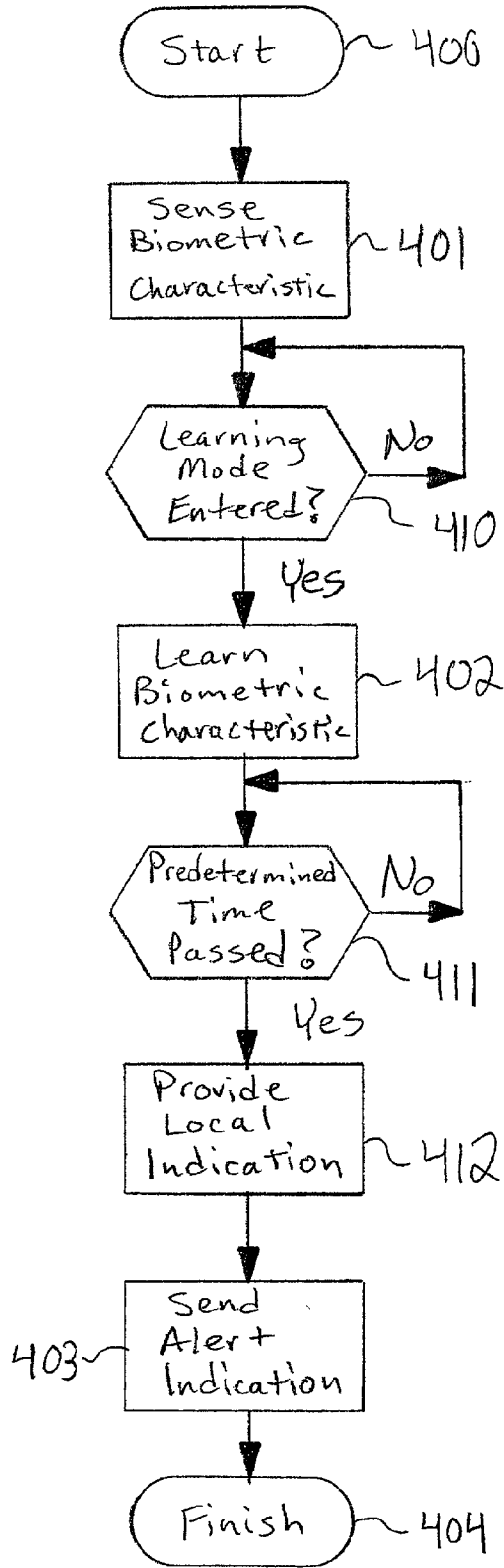 Start
400
Sense
Biometric
Characteristic
401
Learning
Mode
Entered?
No
410
Yes
Learn
Biometric
Characteristic
402
Predetermined
Time
Passed?
No
411
Yes
Provide
Local
Indication
412
Send
Alert
Indication
403
Finish
404